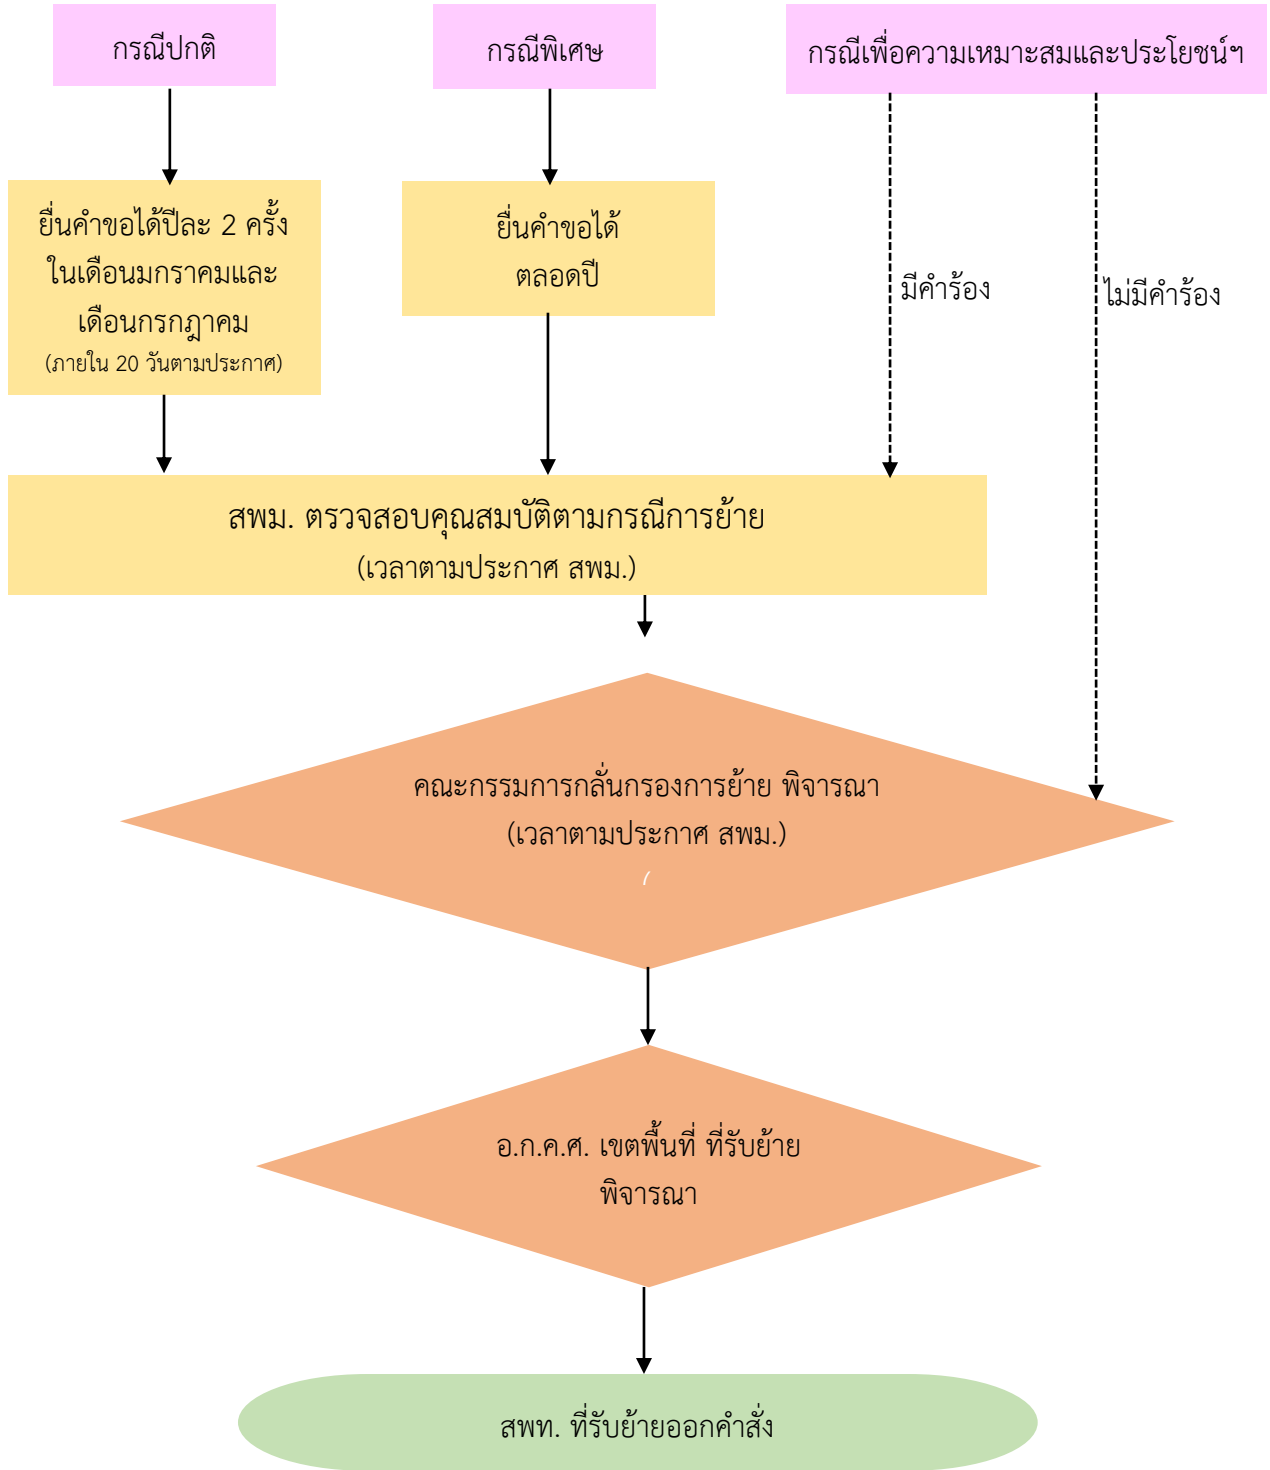 กรณีปกติ
กรณีพิเศษ
กรณีเพื่อความเหมาะสมและประโยชน์ฯ
ยื่นคำขอได้ปีละ 2 ครั้ง
ในเดือนมกราคมและ
เดือนกรกฎาคม
(ภายใน 20 วันตามประกาศ)
ยื่นคำขอได้
ตลอดปี
มีคำร้อง
ไม่มีคำร้อง
สพม. ตรวจสอบคุณสมบัติตามกรณีการย้าย
(เวลาตามประกาศ สพม.)
คณะกรรมการกลั่นกรองการย้าย พิจารณา
(เวลาตามประกาศ สพม.)
(
อ.ก.ค.ศ. เขตพื้นที่ ที่รับย้าย
พิจารณา
สพท. ที่รับย้ายออกคำสั่ง